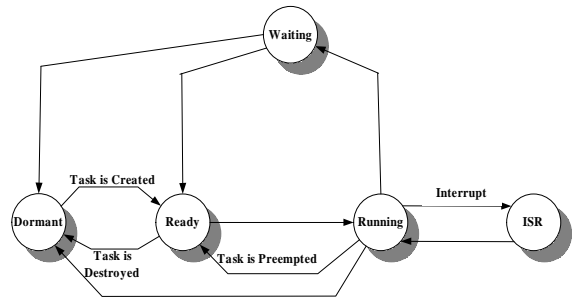 Waiting
Task is Created
Interrupt
Dormant
Ready
Running
ISR
Task is
Destroyed
Task is Preempted